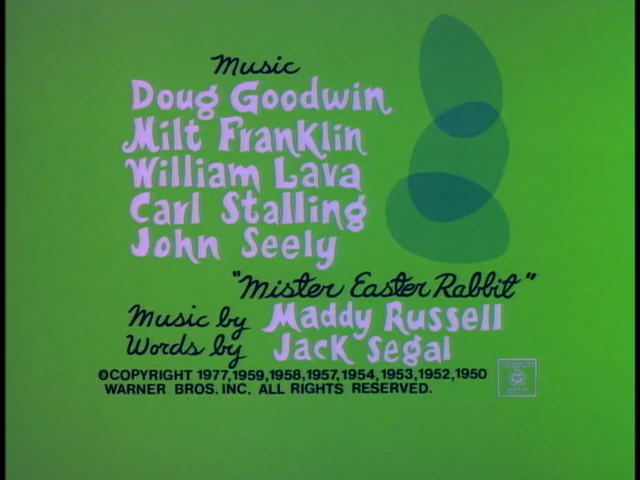 Music
Doug Goodwin
Milt Franklin
William Lava
Carl Stalling
John Seely
"Mister Easter Rabbit"
Music by Maddy Russell
Words by Jack Segal
©COPYRIGHT 1977,1959,1958,1957,1954,1953,1952,1950
WARNER BROS. INC. ALL RIGHTS RESERVED.